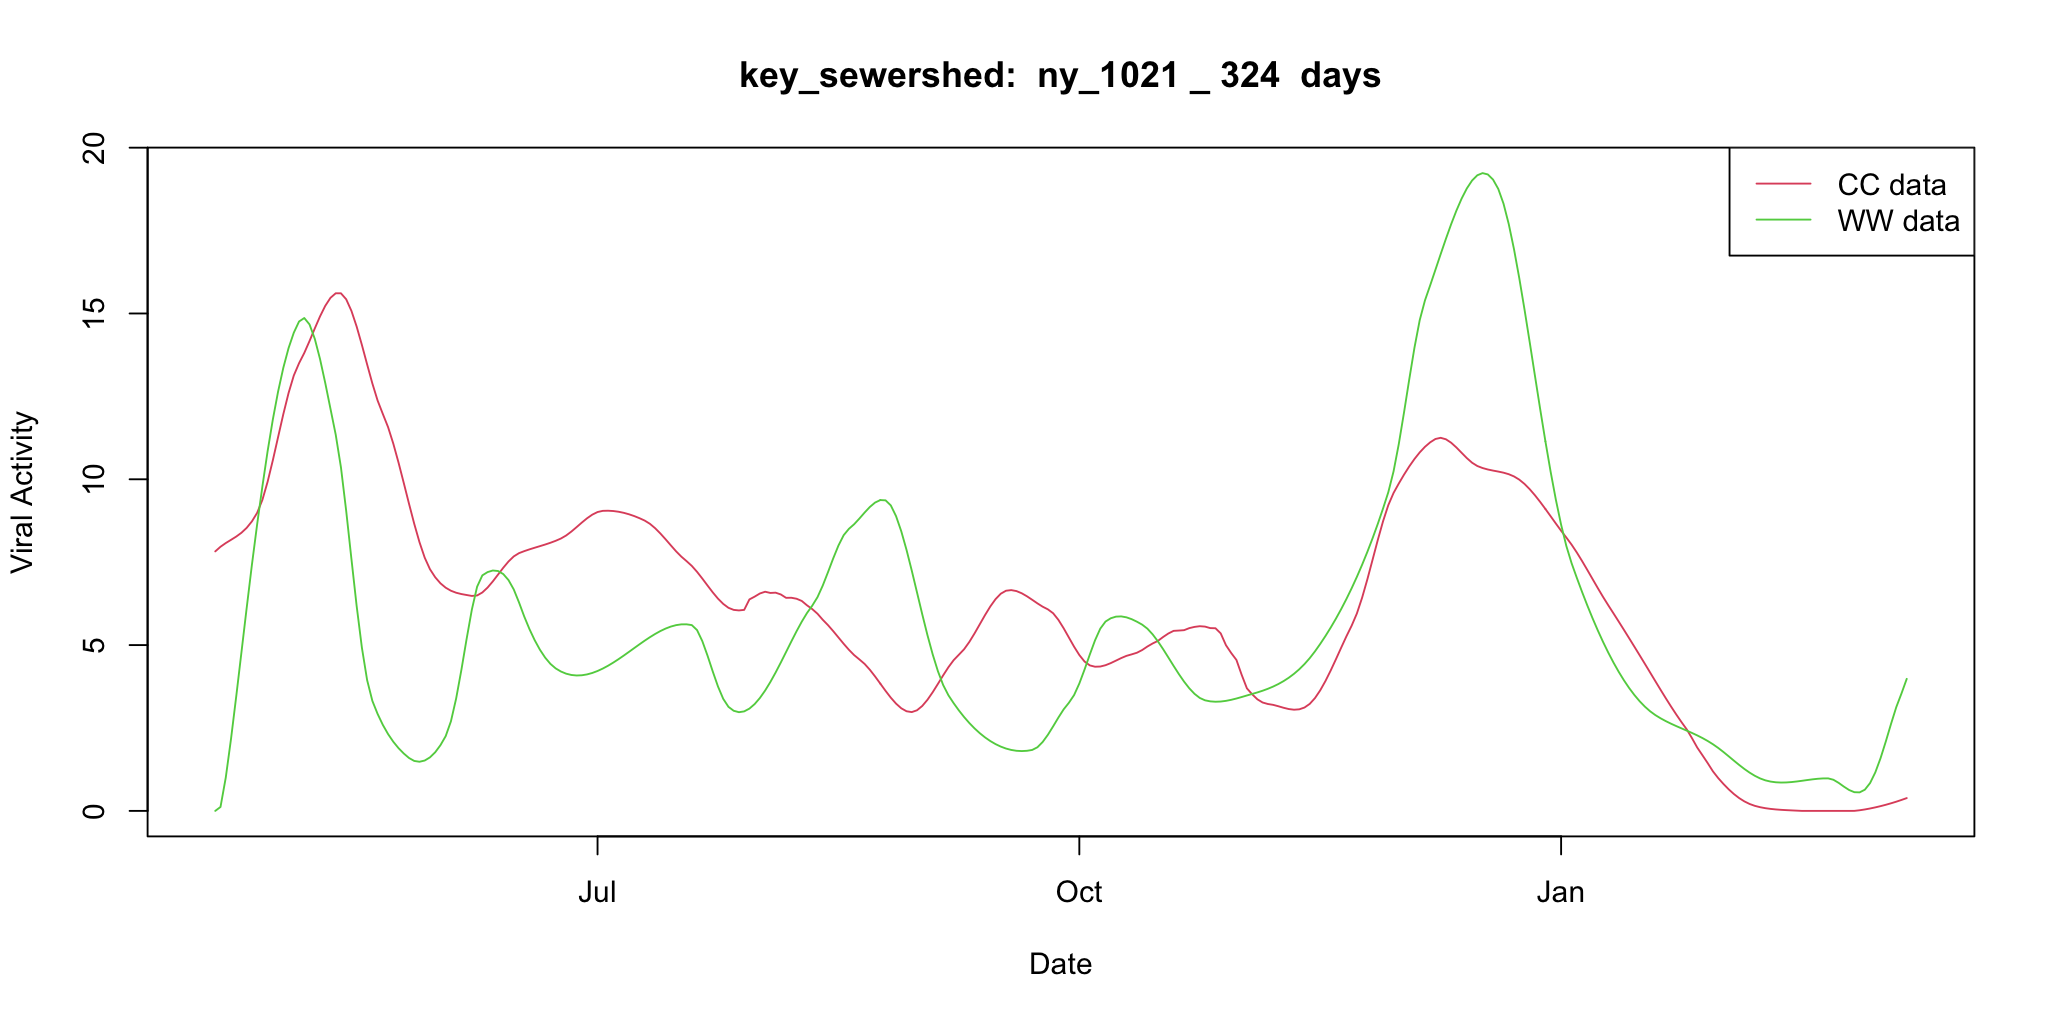 key_sewershed:  ny_1021 _ 324  days
CC data
WW data
Viral Activity
20
15
10
5
0
Jul
Oct
Jan
Date